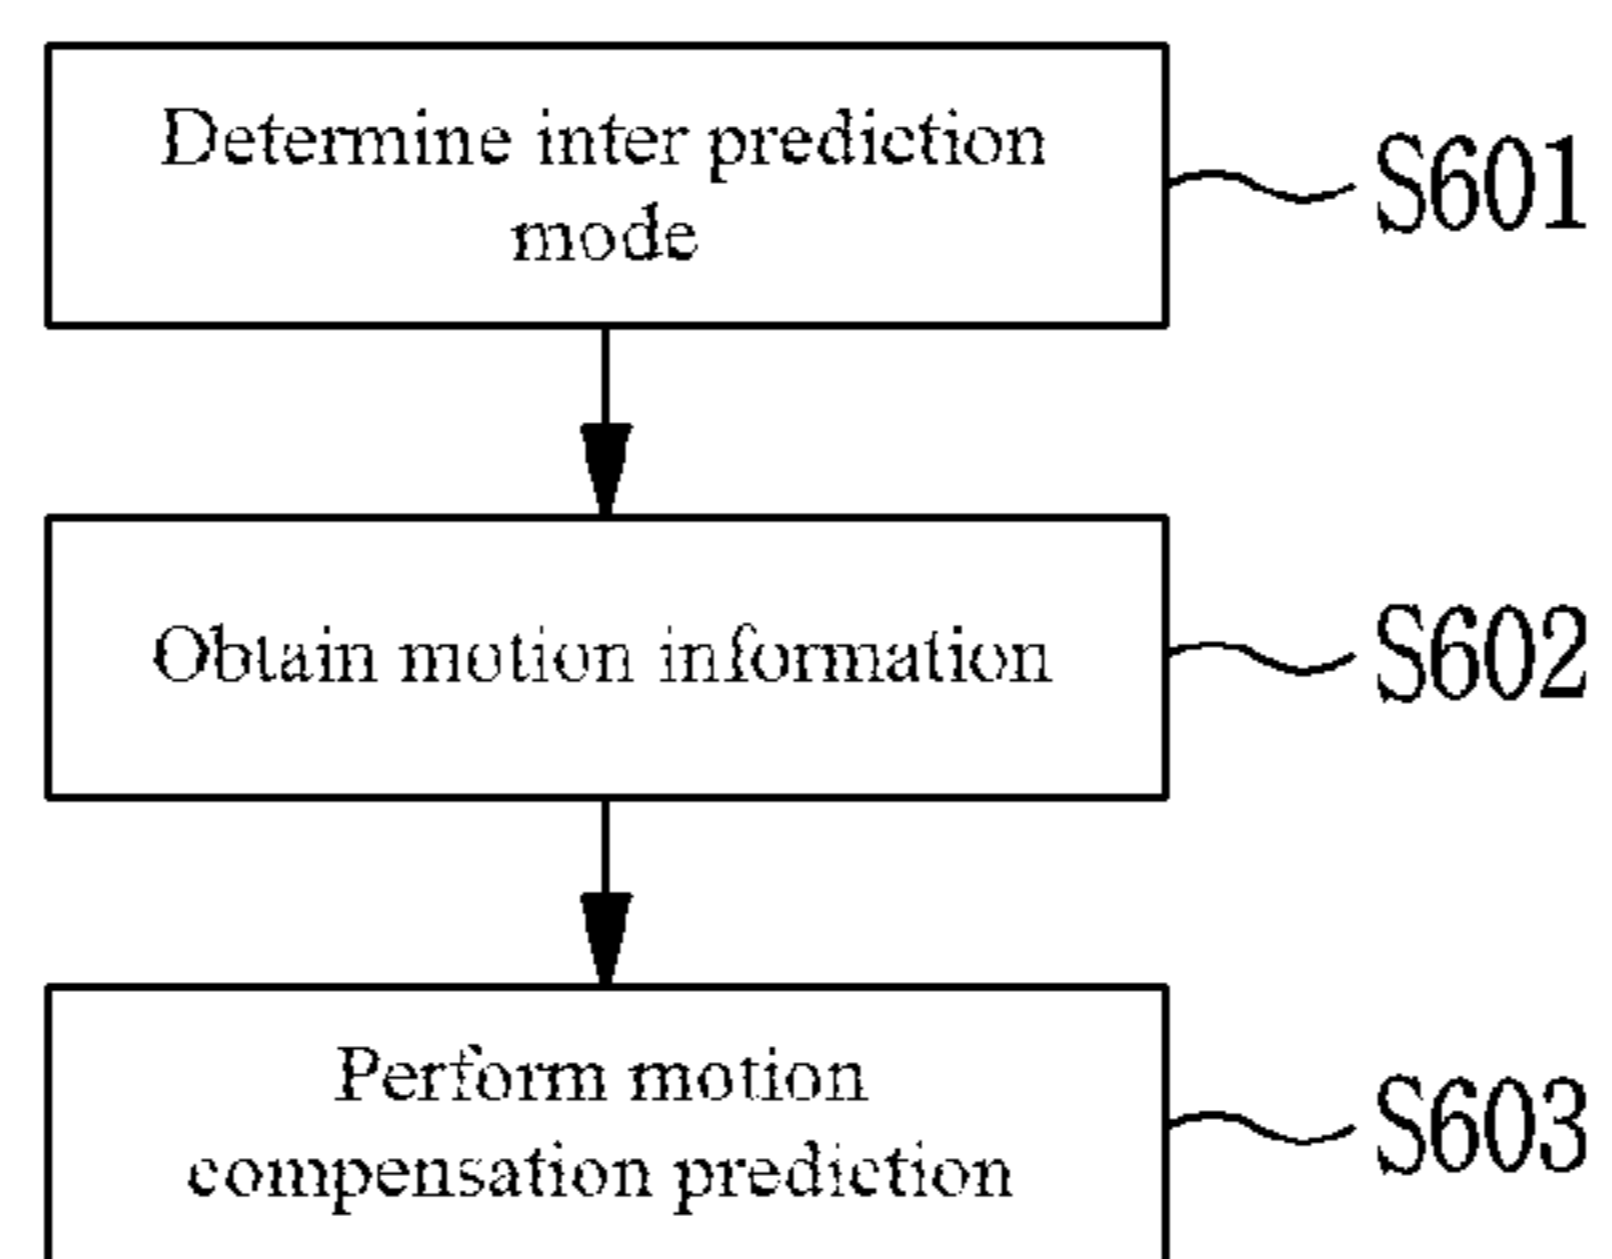 Determine inter prediction
mode
S601
Obtain motion information
S602
Perform motion
compensation prediction
S603